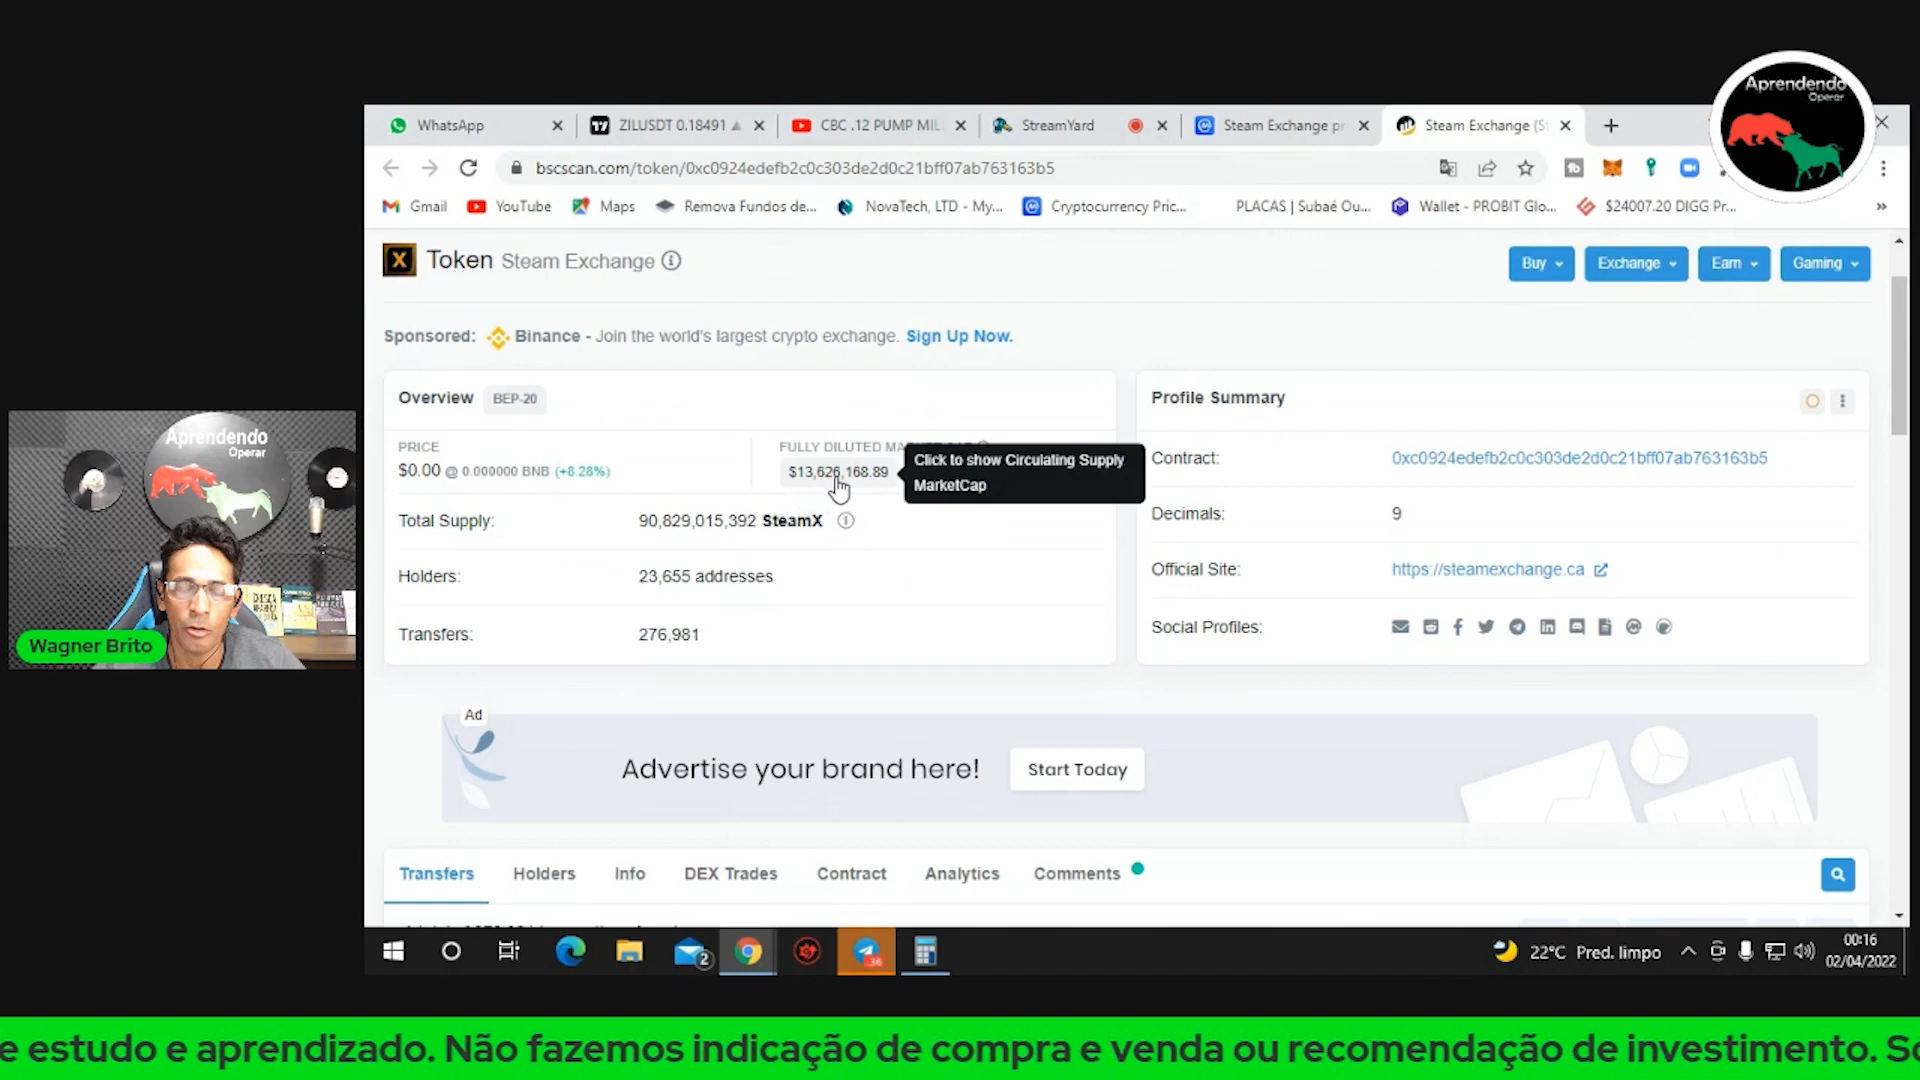 Aprendendo
Operar
WhatsApp
ZILUSDT 0.18491
CBC .12 PUMP MIL
StreamYard
Steam Exchange pr
Steam Exchange (S
bscscan.com/token/0xc0924edefb2c0c303de2d0c21bff07ab763163b5
Gmail
YouTube
Maps
Remova Fundos de...
NovaTech, LTD - My...
Cryptocurrency Pric...
PLACAS | Subaé Ou...
Wallet - PROBIT Glo...
$24007.20 DIGG Pr...
»
X
Token Steam Exchange
Buy
Exchange
Earn
Gaming
Sponsored: Binance - Join the world's largest crypto exchange. Sign Up Now.
Overview BEP-20
PRICE
$0.00 @ 0.000000 BNB (+8.28%)
FULLY DILUTED MA
$13,626,168.89
Click to show Circulating Supply
MarketCap
Total Supply: 90,829,015,392 SteamX
Holders: 23,655 addresses
Transfers: 276,981
Profile Summary
Contract: 0xc0924edefb2c0c303de2d0c21bff07ab763163b5
Decimals: 9
Official Site: https://steamexchange.ca
Social Profiles:
Aprendendo
Operar
Wagner Brito
Ad
Advertise your brand here!
Start Today
Transfers
Holders
Info
DEX Trades
Contract
Analytics
Comments
2
36
22°C Pred. limpo
00:16
02/04/2022
e estudo e aprendizado. Não fazemos indicação de compra e venda ou recomendação de investimento. So